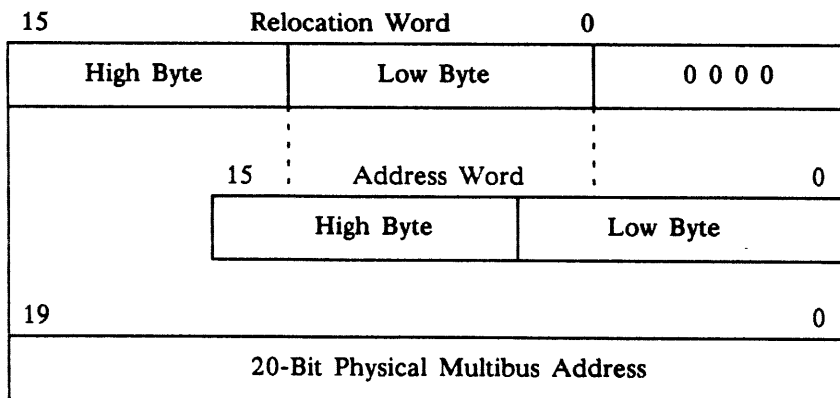 15 Relocation Word 0
High Byte Low Byte 0 0 0 0
15 Address Word 0
High Byte Low Byte
19 0
20-Bit Physical Multibus Address